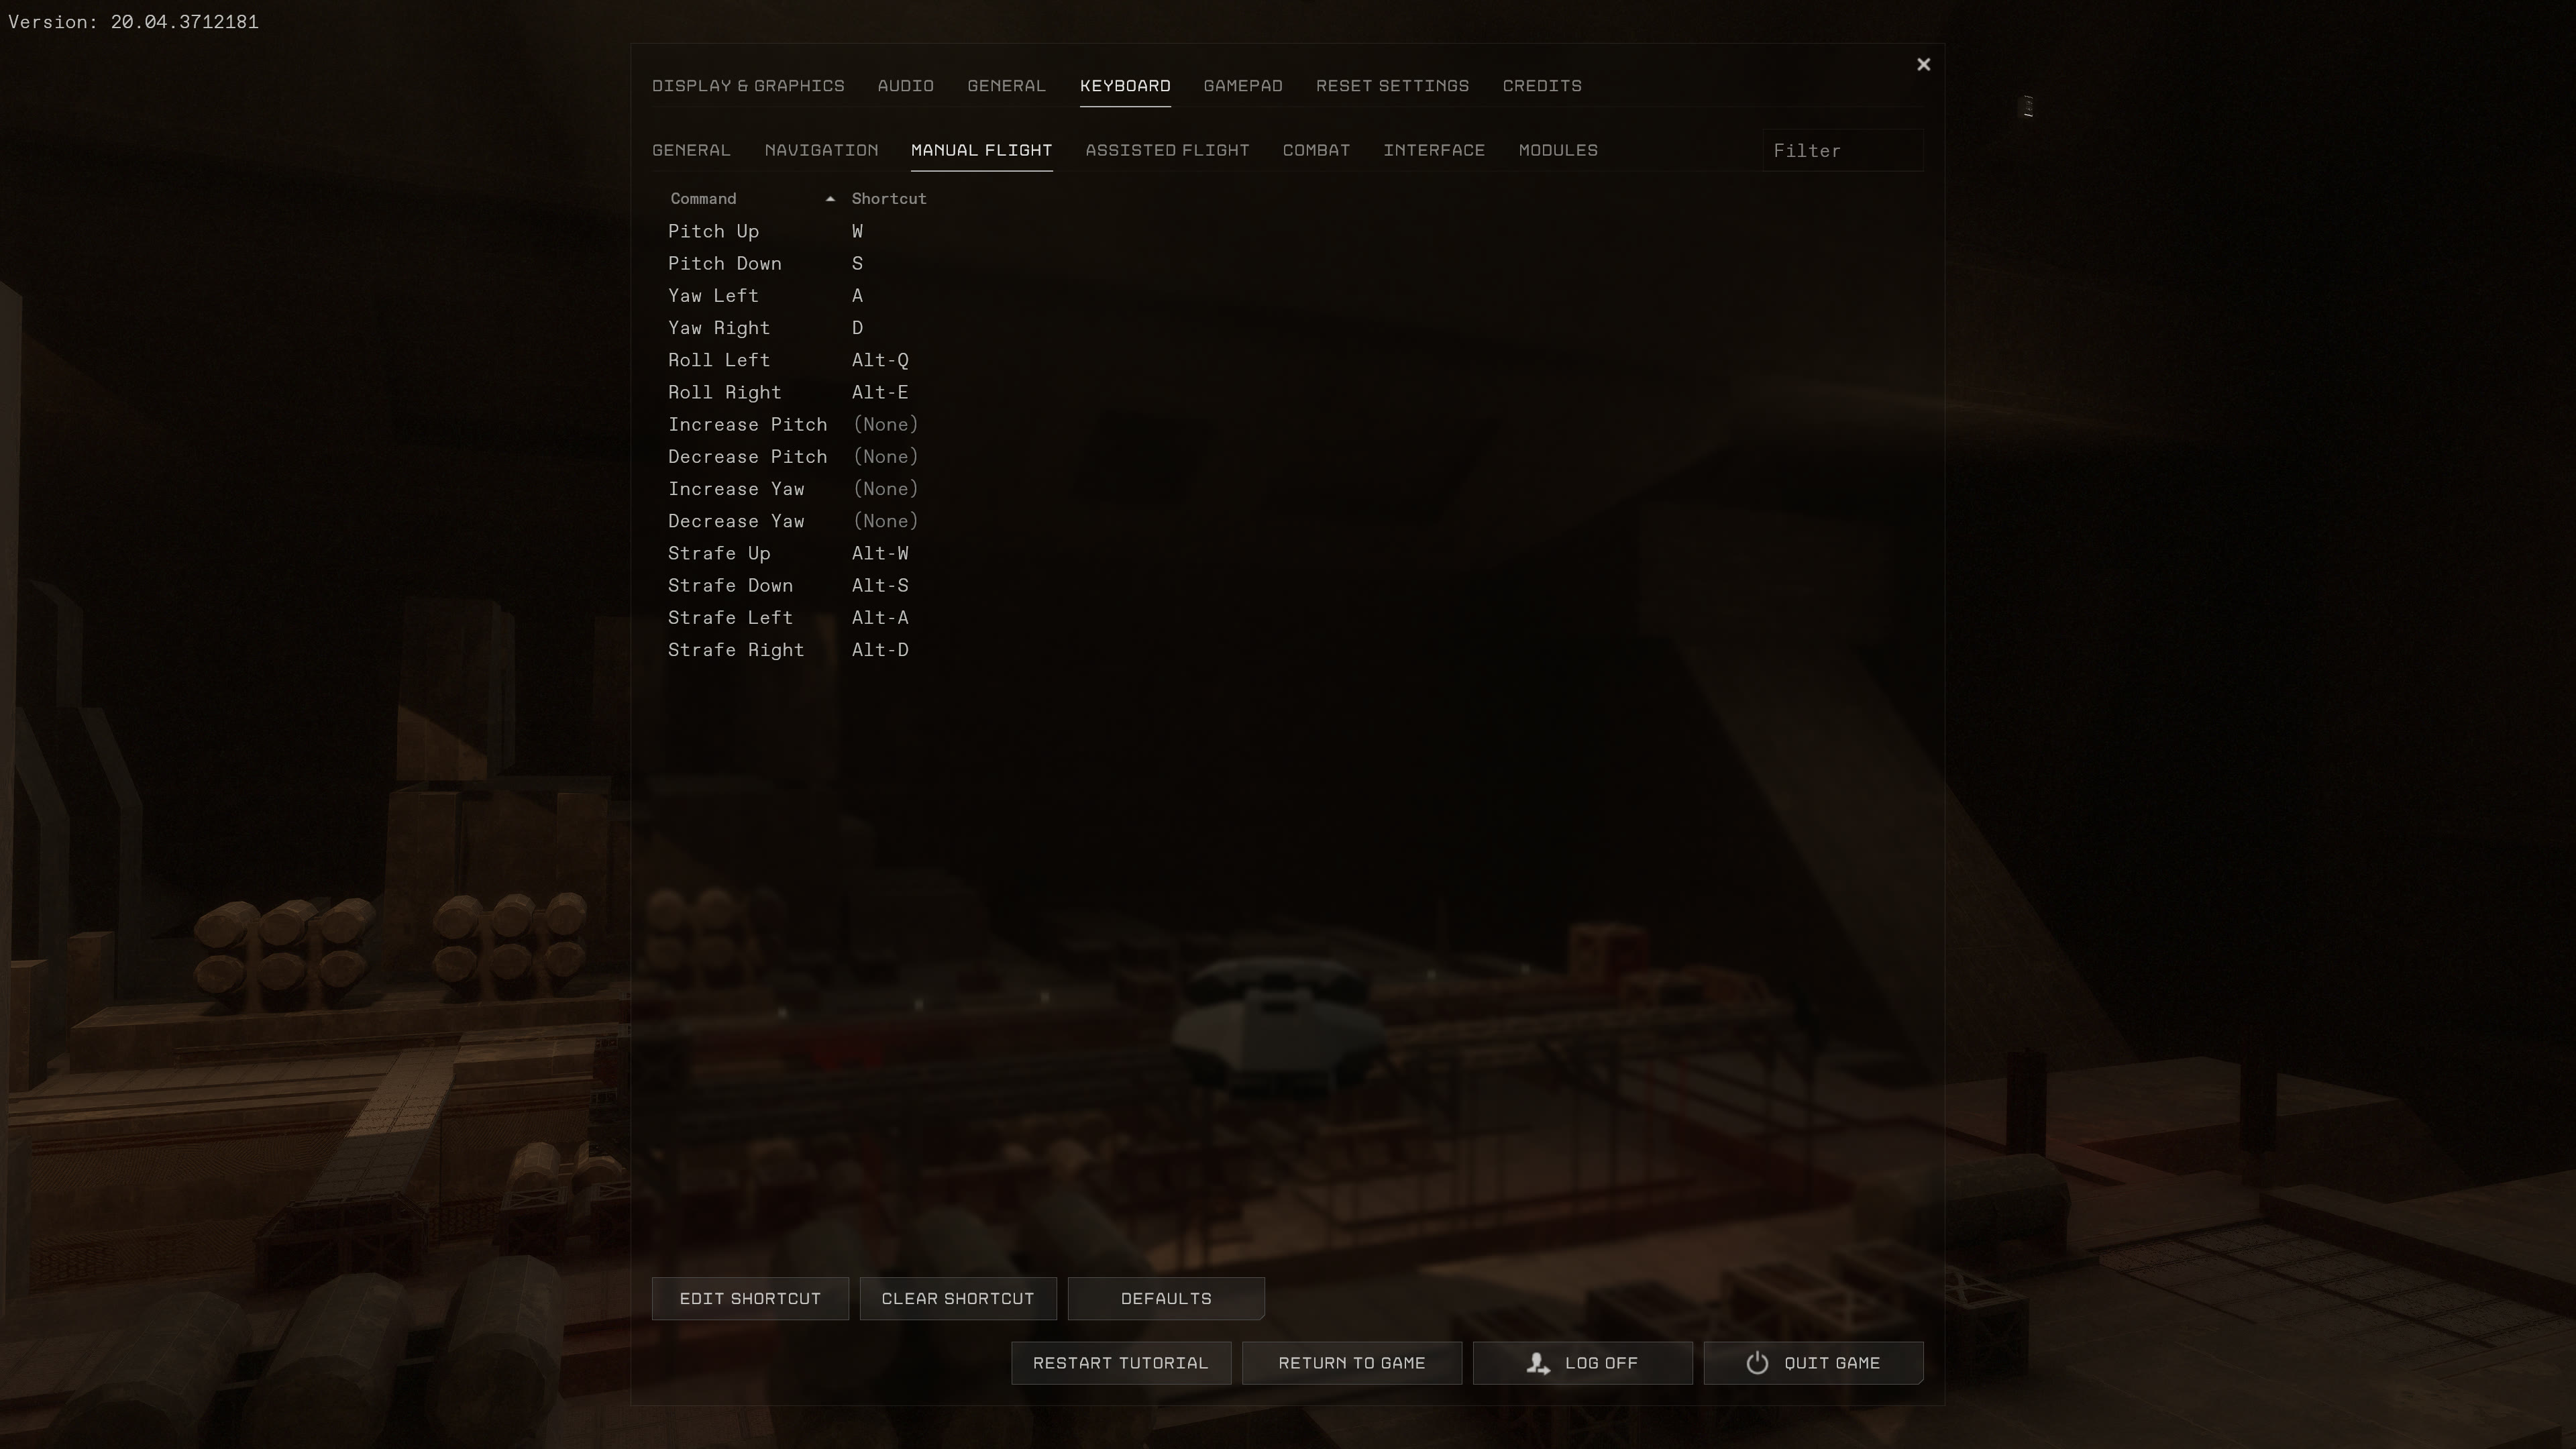 Version: 20.04.3712181
DISPLAY & GRAPHICS AUDIO GENERAL KEYBOARD GAMEPAD RESET SETTINGS CREDITS
GENERAL NAVIGATION MANUAL FLIGHT ASSISTED FLIGHT COMBAT INTERFACE MODULES Filter
Command Shortcut
Pitch Up W
Pitch Down S
Yaw Left A
Yaw Right D
Roll Left Alt-Q
Roll Right Alt-E
Increase Pitch (None)
Decrease Pitch (None)
Increase Yaw (None)
Decrease Yaw (None)
Strafe Up Alt-W
Strafe Down Alt-S
Strafe Left Alt-A
Strafe Right Alt-D
EDIT SHORTCUT CLEAR SHORTCUT DEFAULTS
RESTART TUTORIAL RETURN TO GAME LOG OFF QUIT GAME